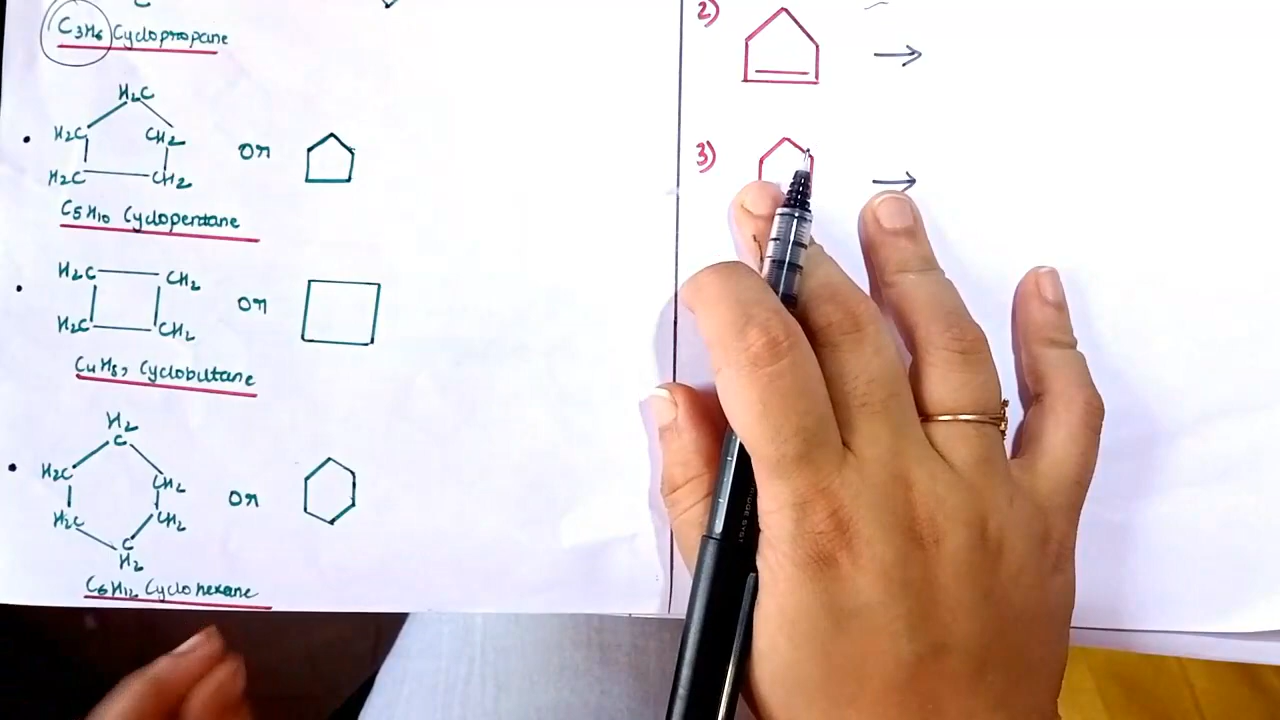 C3H6 Cyclopropane
H2C
H2C CH2
H2C CH2
or
C5H10 Cyclopentane
H2C CH2
H2C CH2
or
C4H8, Cyclobutane
H2
C
H2C CH2
H2C CH2
C
H2
or
C6H12 Cyclohexane
2)
3)